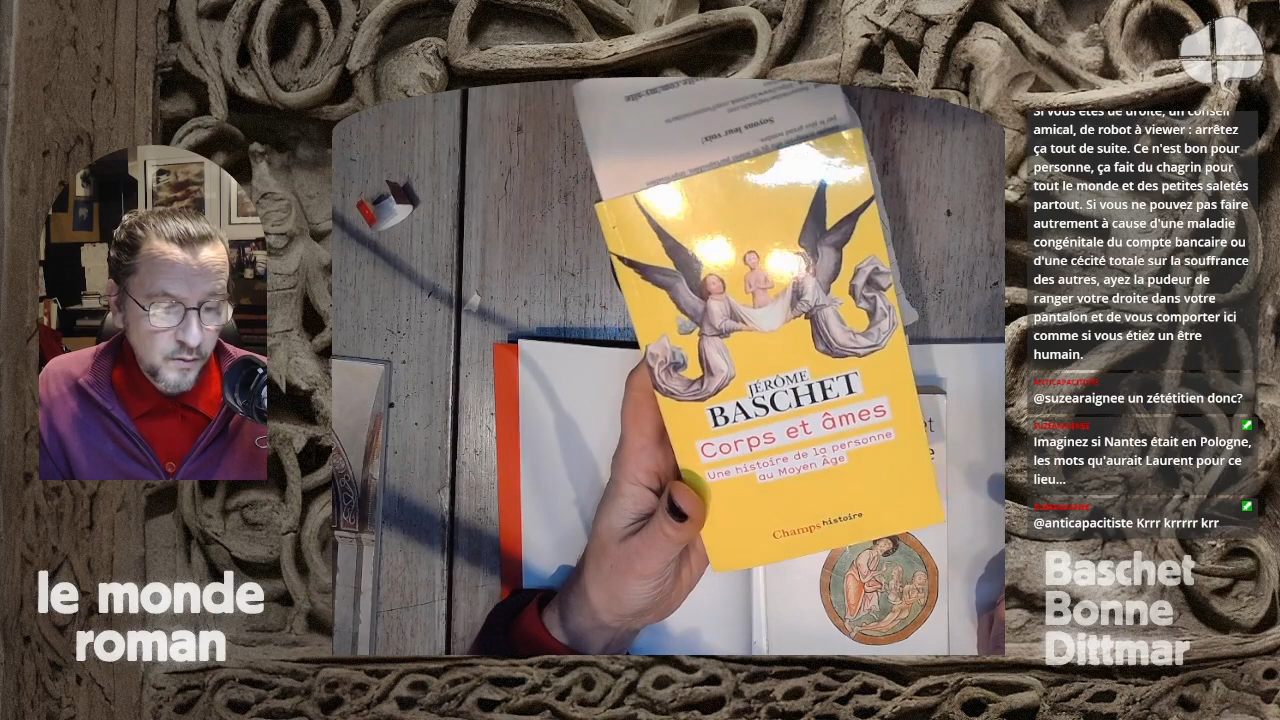 Soyons leur voix
JÉRÔME
BASCHET
Corps et âmes
Une histoire de la personne
au Moyen Âge
Champs histoire
le monde
roman
Si vous êtes de droite, un conseil
amical, de robot à viewer : arrêtez
ça tout de suite. Ce n'est bon pour
personne, ça fait du chagrin pour
tout le monde et des petites saletés
partout. Si vous ne pouvez pas faire
autrement à cause d'une maladie
congénitale du compte bancaire ou
d'une cécité totale sur la souffrance
des autres, ayez la pudeur de
ranger votre droite dans votre
pantalon et de vous comporter ici
comme si vous étiez un être
humain.
ANTICAPACITISTE
@suzearaignee un zététitien donc?
Imaginez si Nantes était en Pologne,
les mots qu'aurait Laurent pour ce
lieu...
@anticapacitiste Krrr krrrrr krr
Baschet
Bonne
Dittmar